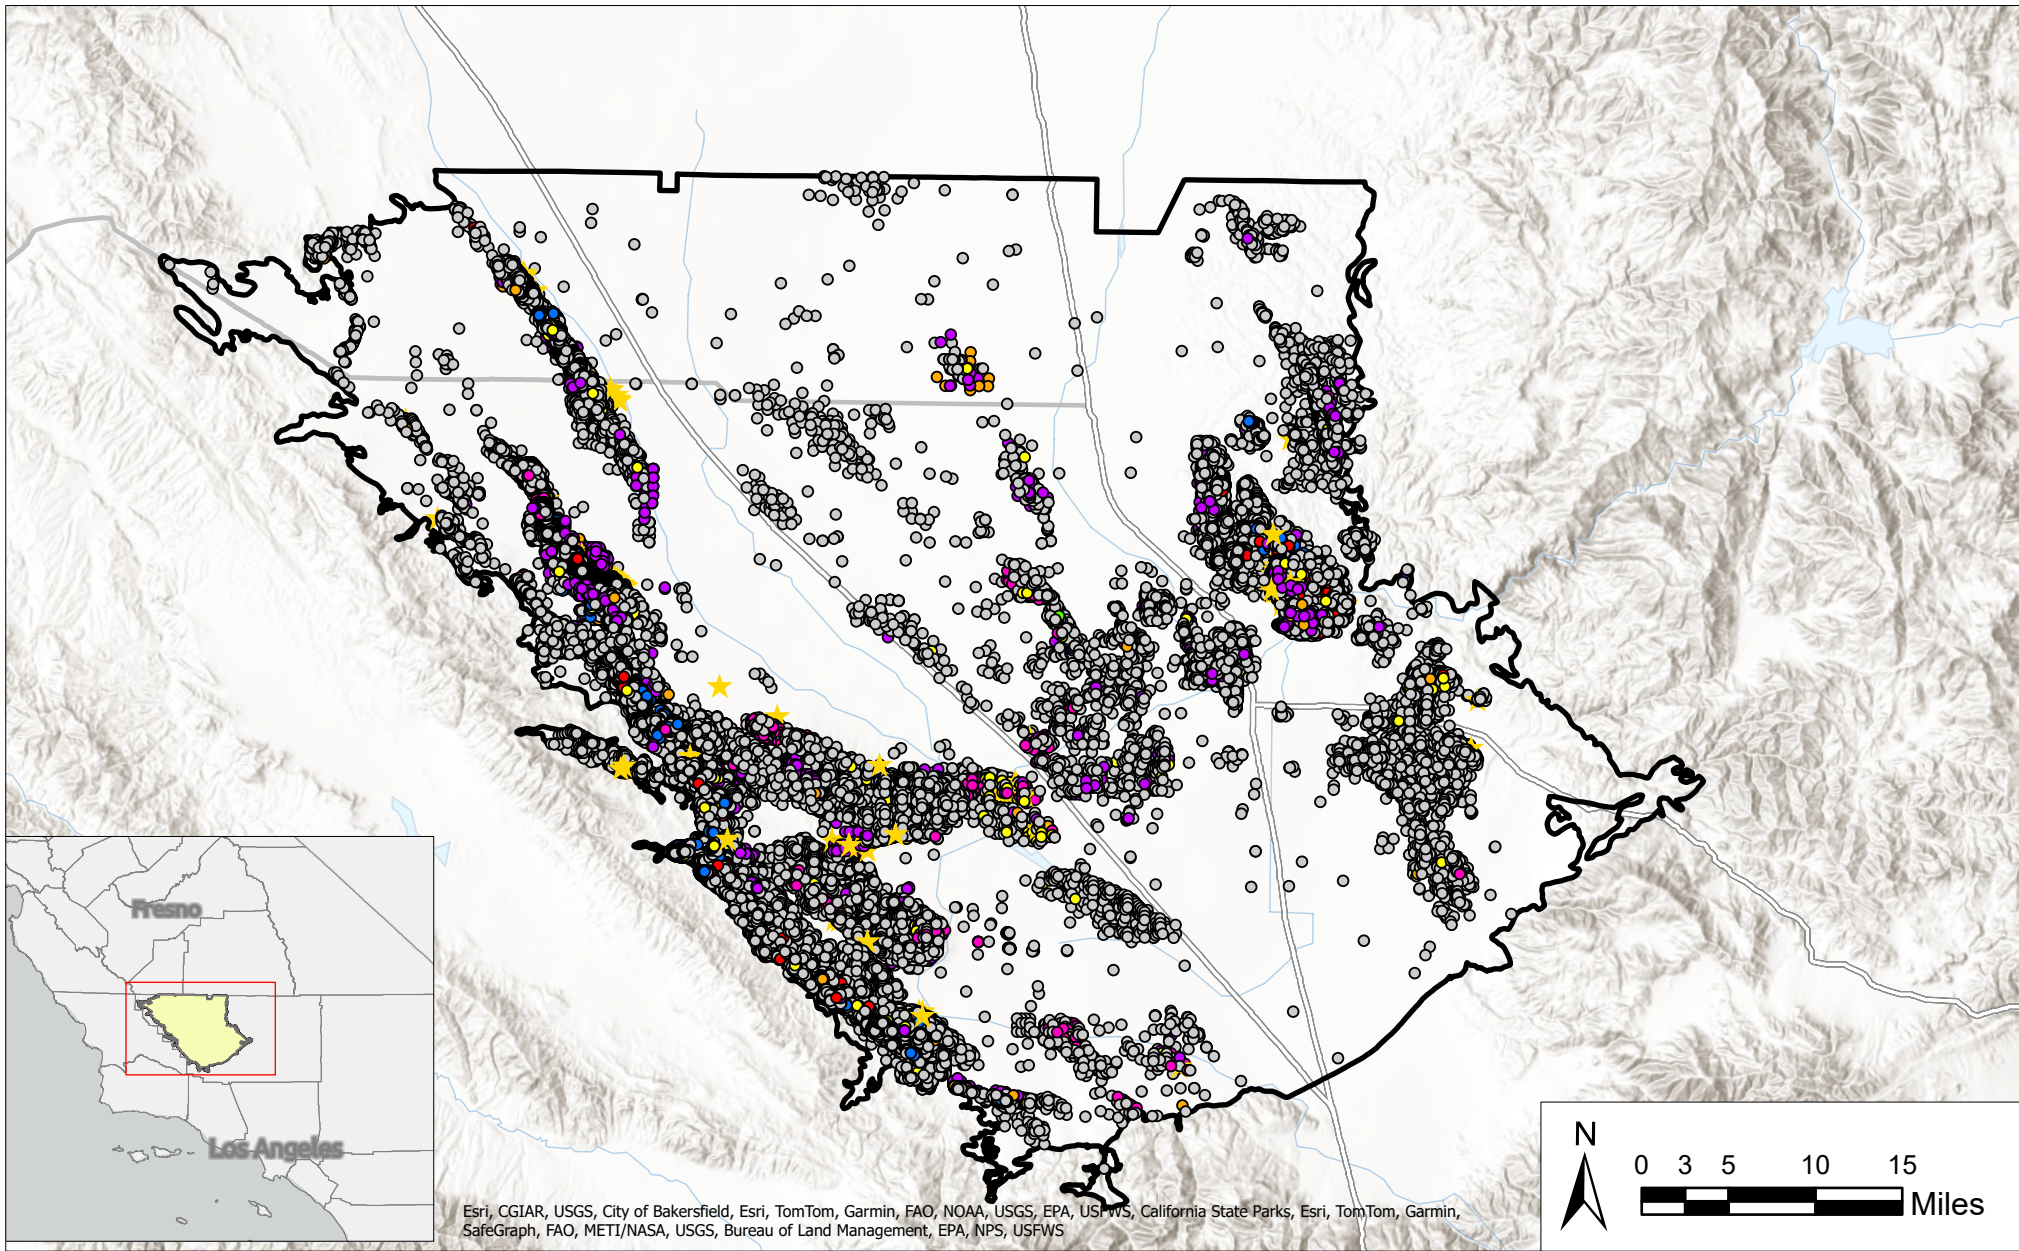 Fresno
Los Angeles
Esri, CGIAR, USGS, City of Bakersfield, Esri, TomTom, Garmin, FAO, NOAA, USGS, EPA, USFWS, California State Parks, Esri, TomTom, Garmin,
SafeGraph, FAO, METI/NASA, USGS, Bureau of Land Management, EPA, NPS, USFWS
N
0 3 5 10 15
Miles